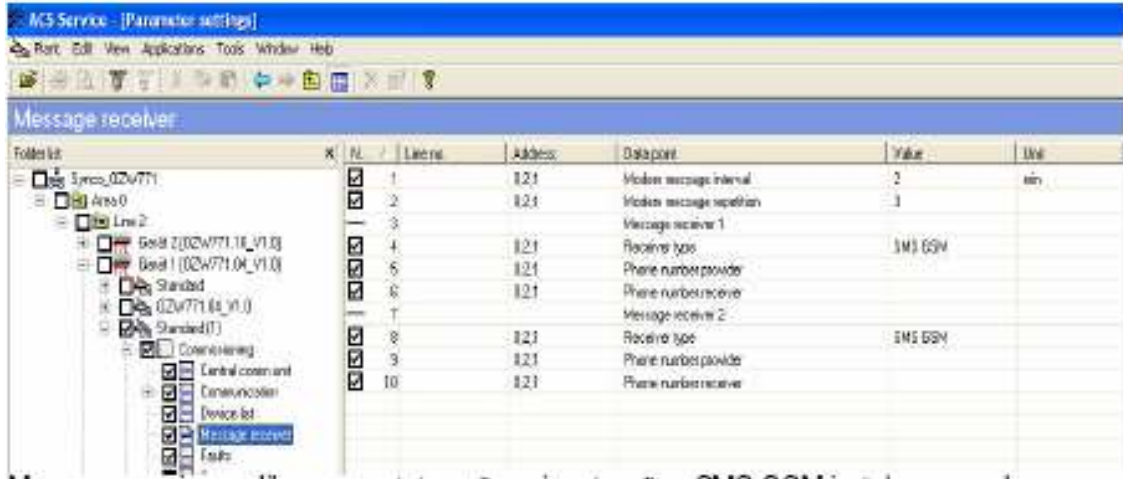 ACS Service - [Parameter settings]
Plant Edit View Applications Tools Window Help
Message receiver
Folder list
N. / Line no. Address Datapoint Value Unit
Synco_OZW771
Area 0
Line 2
Gerät 2 [OZW771.10_V1.0]
Gerät 1 [OZW771.04_V1.0]
Standard
OZW771.04_V1.0
Standard(1)
Commissioning
Central comm unit
Communication
Device list
Message receiver
Faults
1 0.2.1 Modem message interval 2 min
2 0.2.1 Modem message repetition 3
3 Message receiver 1
4 0.2.1 Receiver type SMS GSM
5 0.2.1 Phone number provider
6 0.2.1 Phone number receiver
7 Message receiver 2
8 0.2.1 Receiver type SMS GSM
9 0.2.1 Phone number provider
10 0.2.1 Phone number receiver
SMS GSM